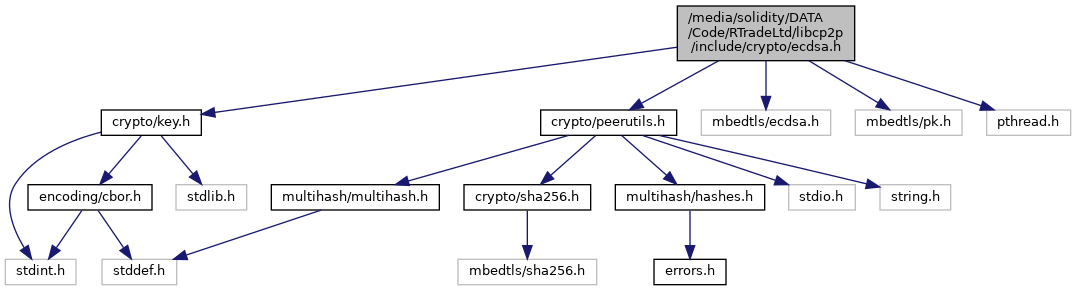 /media/solidity/DATA
/Code/RTradeLtd/libcp2p
/include/crypto/ecdsa.h
crypto/key.h
crypto/peerutils.h
mbedtls/ecdsa.h
mbedtls/pk.h
pthread.h
encoding/cbor.h
stdlib.h
multihash/multihash.h
crypto/sha256.h
multihash/hashes.h
stdio.h
string.h
stdint.h
stddef.h
mbedtls/sha256.h
errors.h